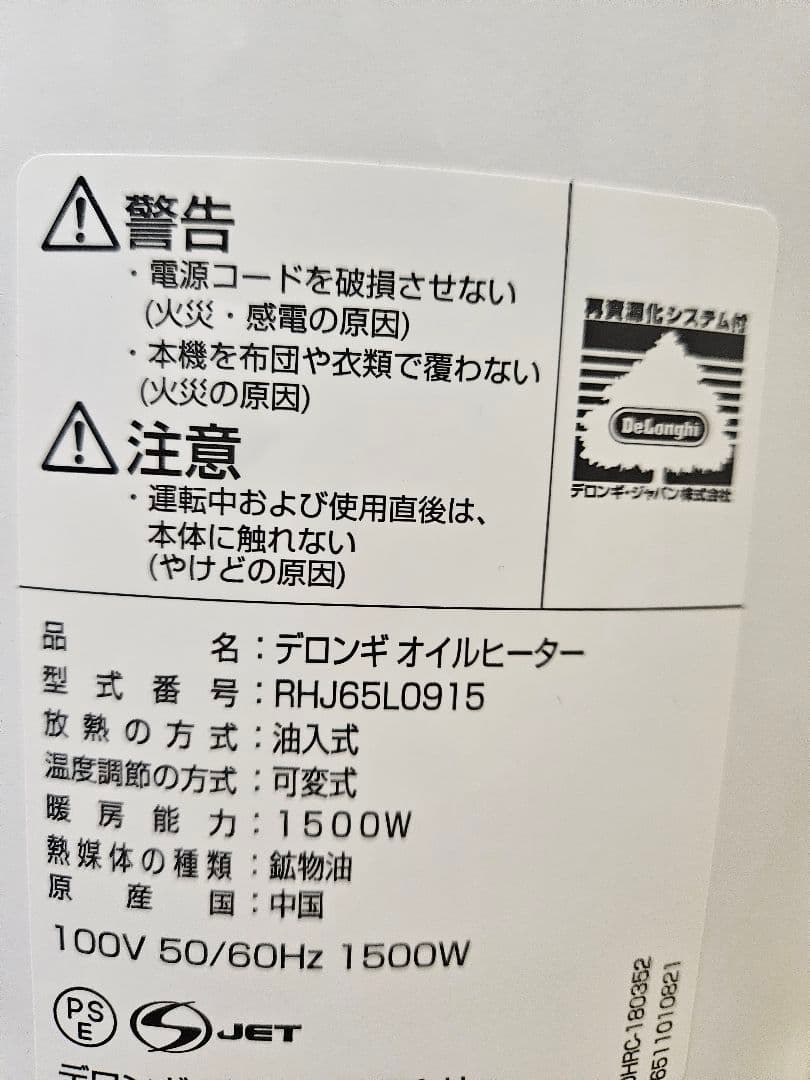 警告
・電源コードを破損させない
(火災・感電の原因)
・本機を布団や衣類で覆わない
(火災の原因)
注意
・運転中および使用直後は、
本体に触れない
(やけどの原因)
再資源化システム付
DeLonghi
デロンギ・ジャパン株式会社
品名：デロンギ オイルヒーター
型式番号：RHJ65L0915
放熱の方式：油入式
温度調節の方式：可変式
暖房能力：1500W
熱媒体の種類：鉱物油
原産国：中国
100V 50/60Hz 1500W
PSE
JET
HRC-180352
6511010821